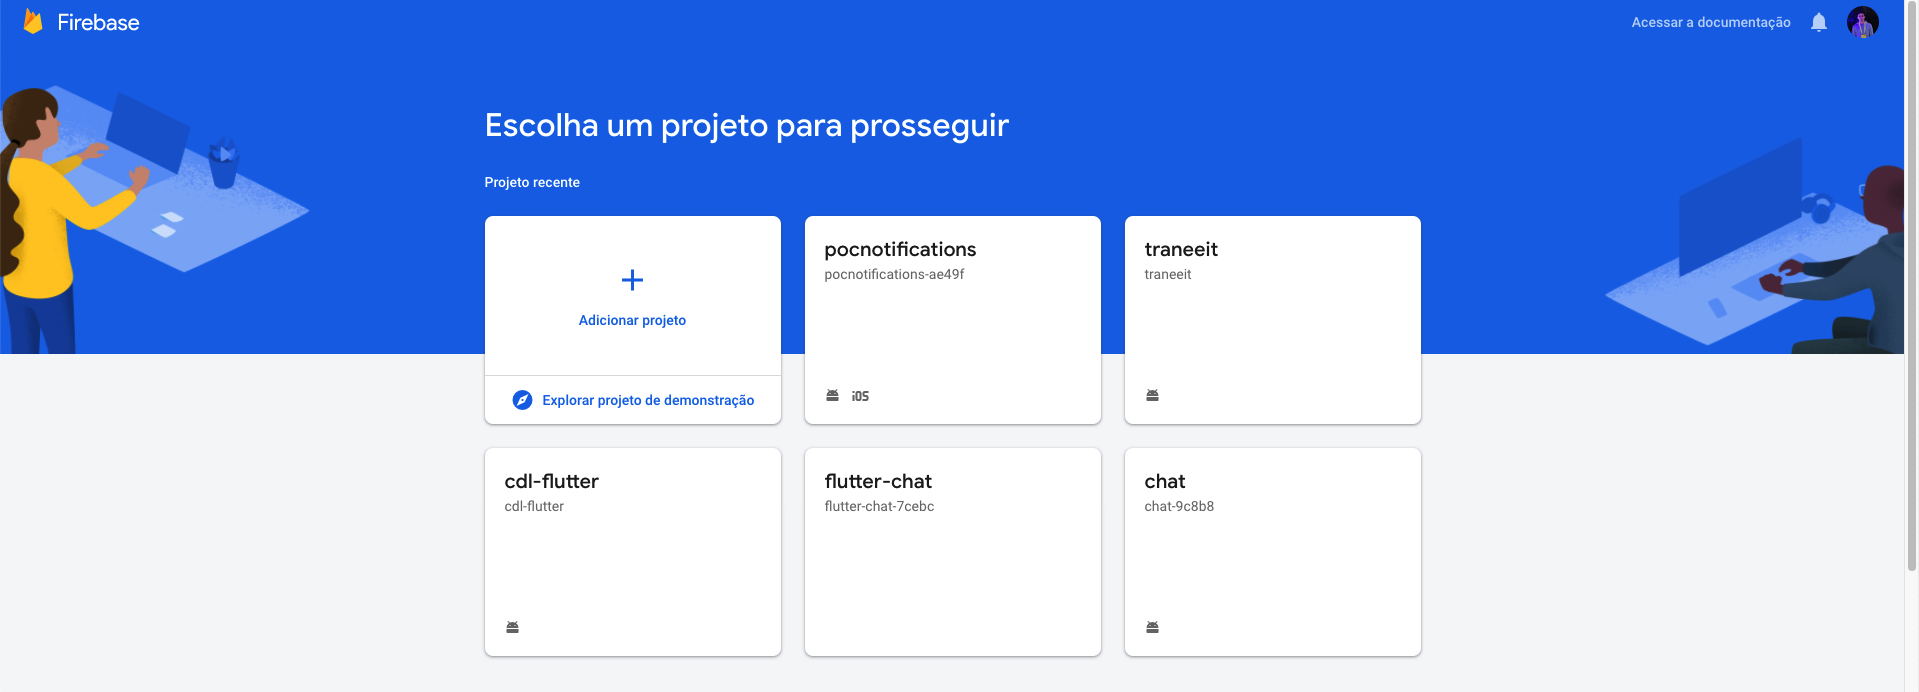 Firebase
Acessar a documentação
Escolha um projeto para prosseguir
Projeto recente
Adicionar projeto
Explorar projeto de demonstração
pocnotifications
pocnotifications-ae49f
iOS
traneeit
traneeit
cdl-flutter
cdl-flutter
flutter-chat
flutter-chat-7cebc
chat
chat-9c8b8